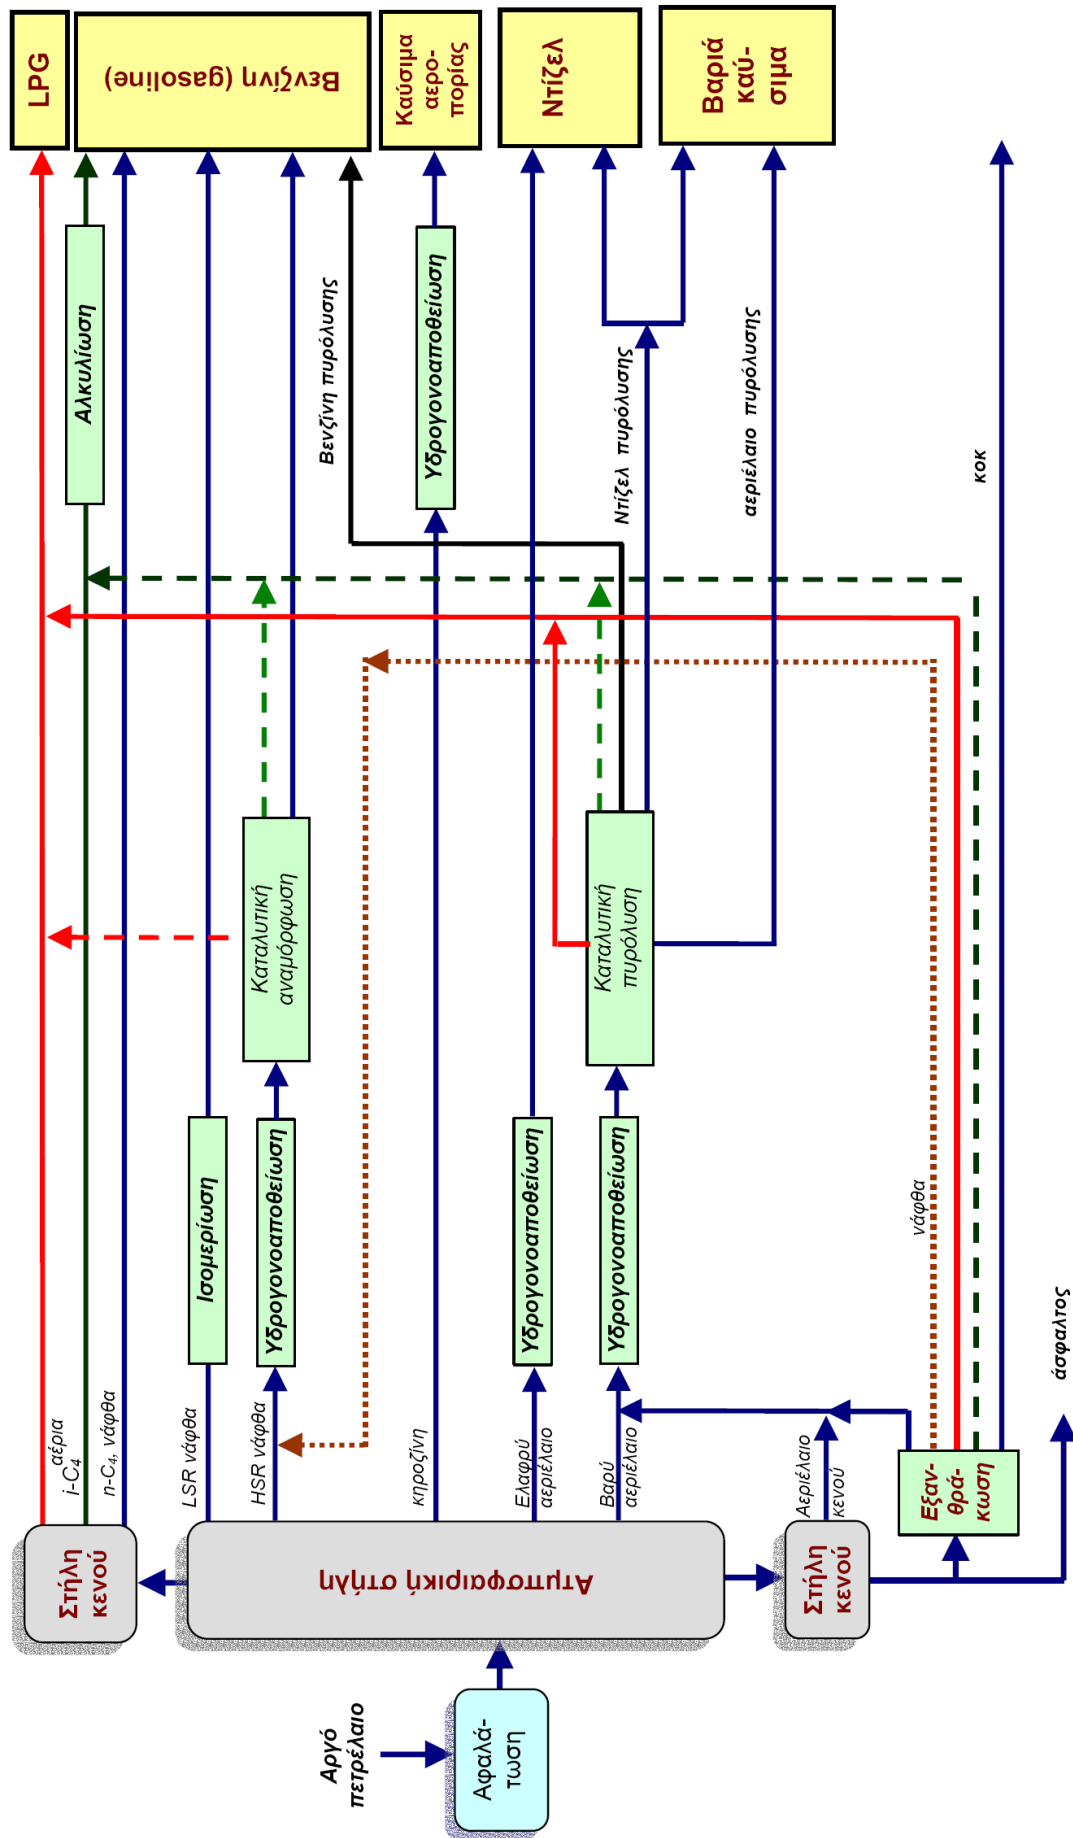 Αργό
πετρέλαιο
Αφαλά-
τωση
Στήλη
κενού
Ατμποφαιρική στήλη
Στήλη
κενού
αέρια
i-C4
n-C4, νάφθα
LSR νάφθα
HSR νάφθα
κηροζίνη
Ελαφρύ
αεριέλαιο
Βαρύ
αεριέλαιο
Αεριέλαιο
κενού
Εξαν-
θρά-
κωση
άσφαλτος
Ισομερίωση
Υδρογονοαποθείωση
Υδρογονοαποθείωση
Υδρογονοαποθείωση
νάφθα
Καταλυτική
αναμόρφωση
Καταλυτική
πυρόλυση
Αλκυλίωση
Βενζίνη πυρόλυσης
Υδρογονοαποθείωση
Ντίζελ πυρόλυσης
αεριέλαιο πυρόλυσης
κοκ
LPG
Βενζίνη (gasoline)
Καύσιμα
αερο-
πορίας
Ντίζελ
Βαριά
καύ-
σιμα